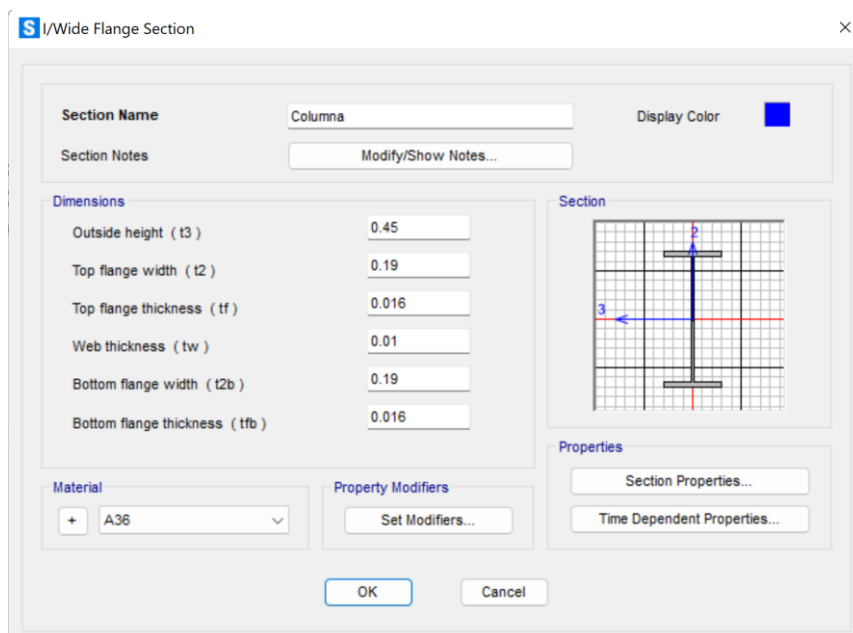 S I/Wide Flange Section
Section Name Columna Display Color
Section Notes Modify/Show Notes...
Dimensions
Outside height ( t3 ) 0.45
Top flange width ( t2 ) 0.19
Top flange thickness ( tf ) 0.016
Web thickness ( tw ) 0.01
Bottom flange width ( t2b ) 0.19
Bottom flange thickness ( tfb ) 0.016
Section
2
3
Material
+ A36
Property Modifiers
Set Modifiers...
Properties
Section Properties...
Time Dependent Properties...
OK Cancel